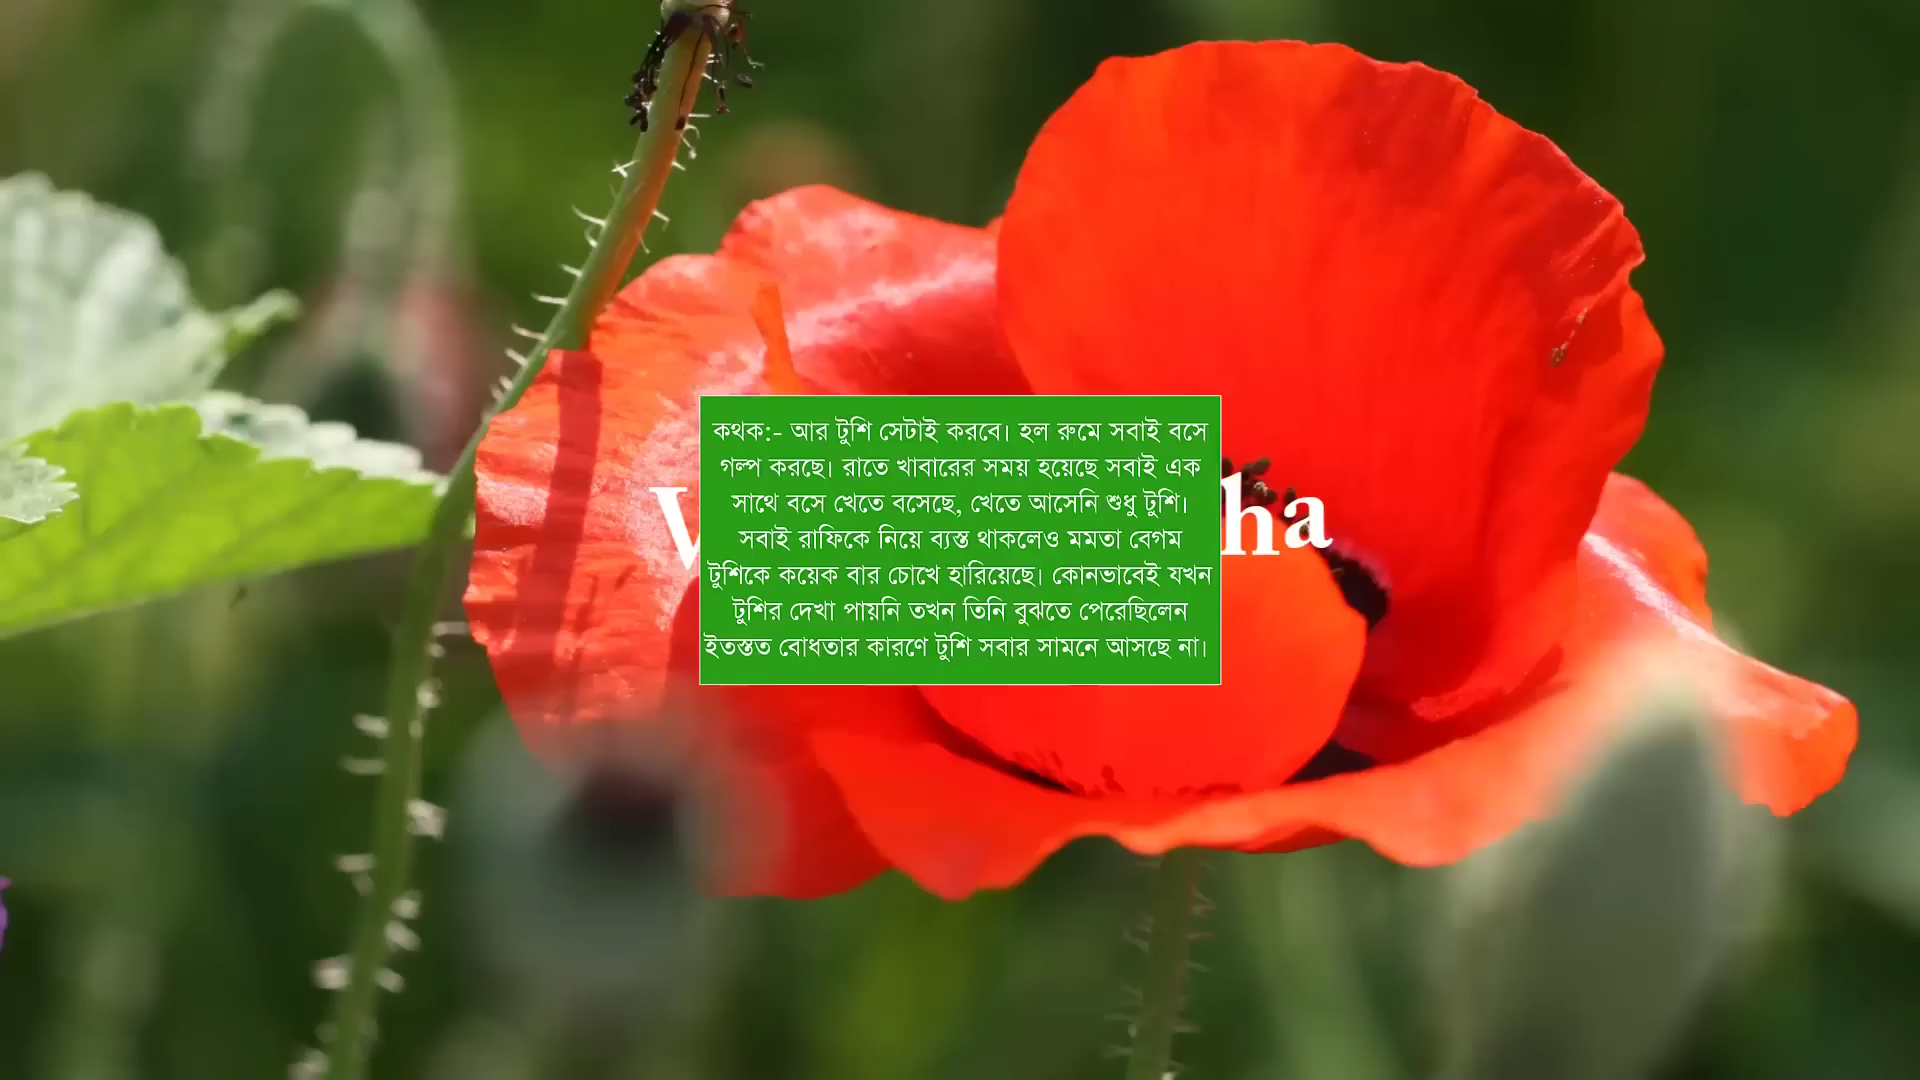 কথক:- আর টুশি সেটাই করবে। হল রুমে সবাই বসে
গল্প করছে। রাতে খাবারের সময় হয়েছে সবাই এক
সাথে বসে খেতে বসেছে, খেতে আসেনি শুধু টুশি।
সবাই রাফিকে নিয়ে ব্যস্ত থাকলেও মমতা বেগম
টুশিকে কয়েক বার চোখে হারিয়েছে। কোনভাবেই যখন
টুশির দেখা পায়নি তখন তিনি বুঝতে পেরেছিলেন
ইতস্তত বোধতার কারণে টুশি সবার সামনে আসছে না।